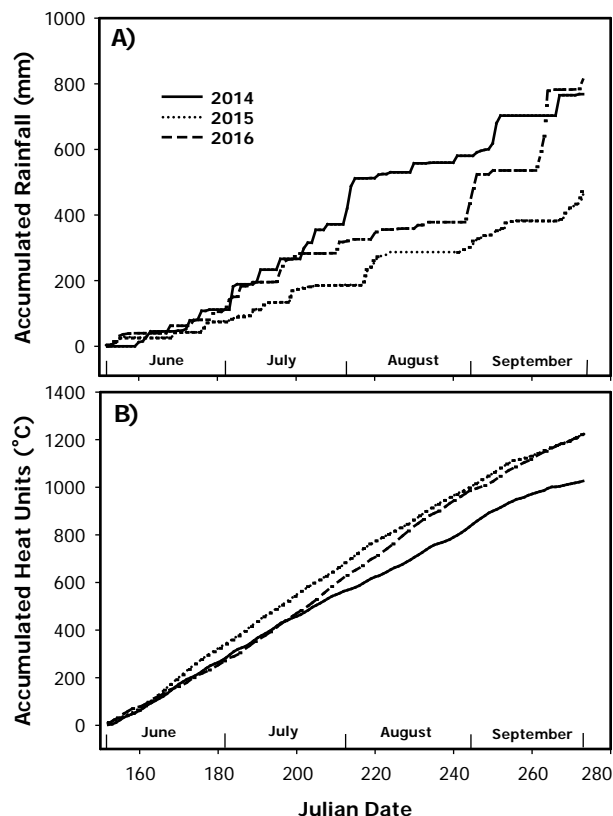 A)
Accumulated Rainfall (mm)
1000
800
600
400
200
0
2014
2015
2016
June July August September
B)
Accumulated Heat Units (°C)
1400
1200
1000
800
600
400
200
0
June July August September
160 180 200 220 240 260 280
Julian Date